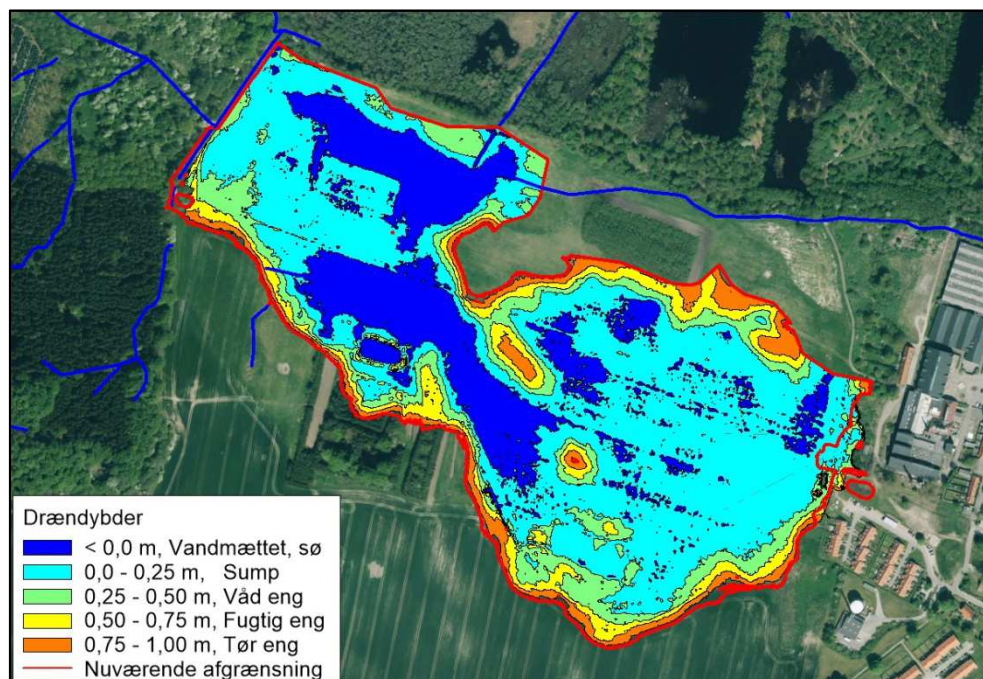 Drændybder
< 0,0 m, Vandmættet, sø
0,0 - 0,25 m, Sump
0,25 - 0,50 m, Våd eng
0,50 - 0,75 m, Fugtig eng
0,75 - 1,00 m, Tør eng
Nuværende afgrænsning